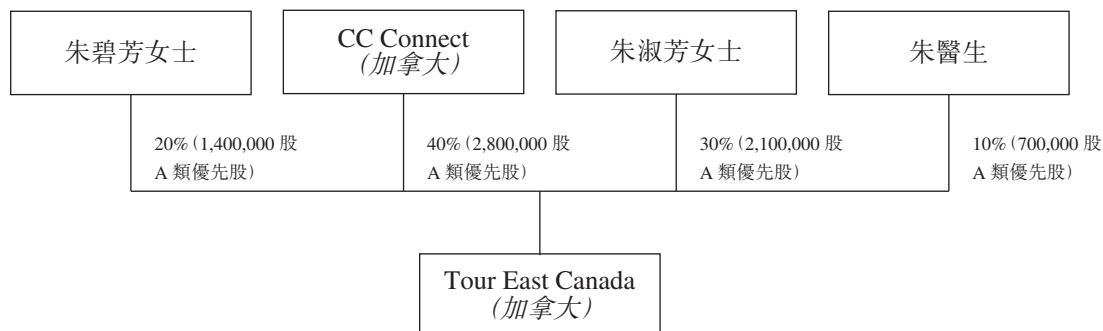 朱碧芳女士
CC Connect
(加拿大)
朱淑芳女士
朱醫生
20% (1,400,000 股
A 類優先股)
40% (2,800,000 股
A 類優先股)
30% (2,100,000 股
A 類優先股)
10% (700,000 股
A 類優先股)
Tour East Canada
(加拿大)